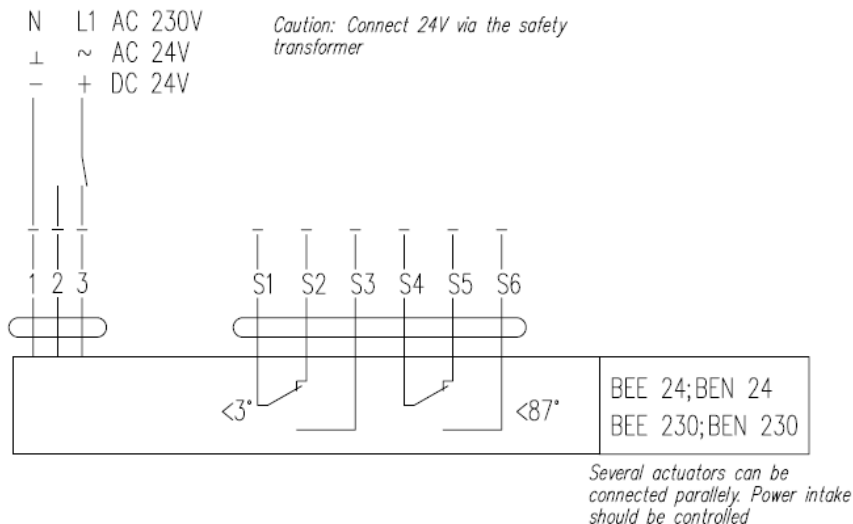 N L1 AC 230V
⊥ ~ AC 24V
− + DC 24V
Caution: Connect 24V via the safety
transformer
1 2 3 S1 S2 S3 S4 S5 S6
<3° <87°
BEE 24;BEN 24
BEE 230;BEN 230
Several actuators can be
connected parallely. Power intake
should be controlled